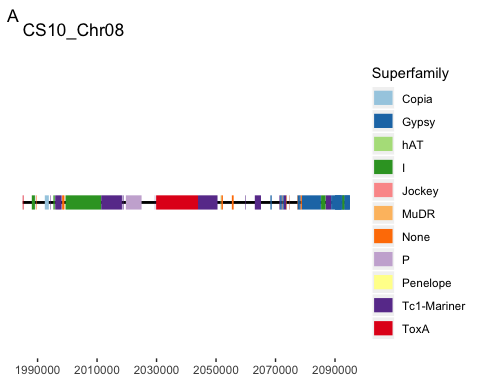 A
CS10_Chr08
Superfamily
Copia
Gypsy
hAT
I
Jockey
MuDR
None
P
Penelope
Tc1-Mariner
ToxA
1990000 2010000 2030000 2050000 2070000 2090000